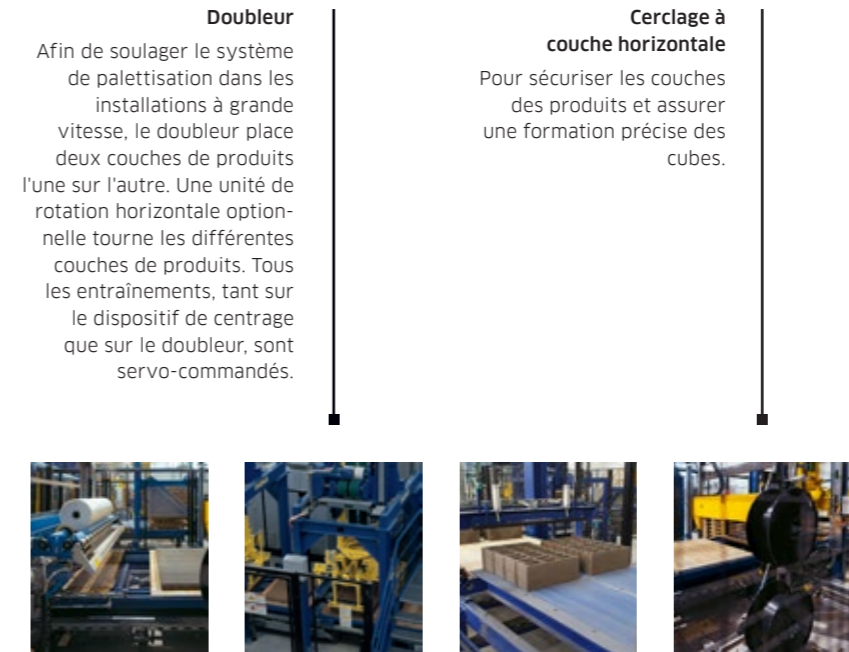 Doubleur
Afin de soulager le système
de palettisation dans les
installations à grande
vitesse, le doubleur place
deux couches de produits
l'une sur l'autre. Une unité de
rotation horizontale option-
nelle tourne les différentes
couches de produits. Tous
les entraînements, tant sur
le dispositif de centrage
que sur le doubleur, sont
servo-commandés.
Cerclage à
couche horizontale
Pour sécuriser les couches
des produits et assurer
une formation précise des
cubes.